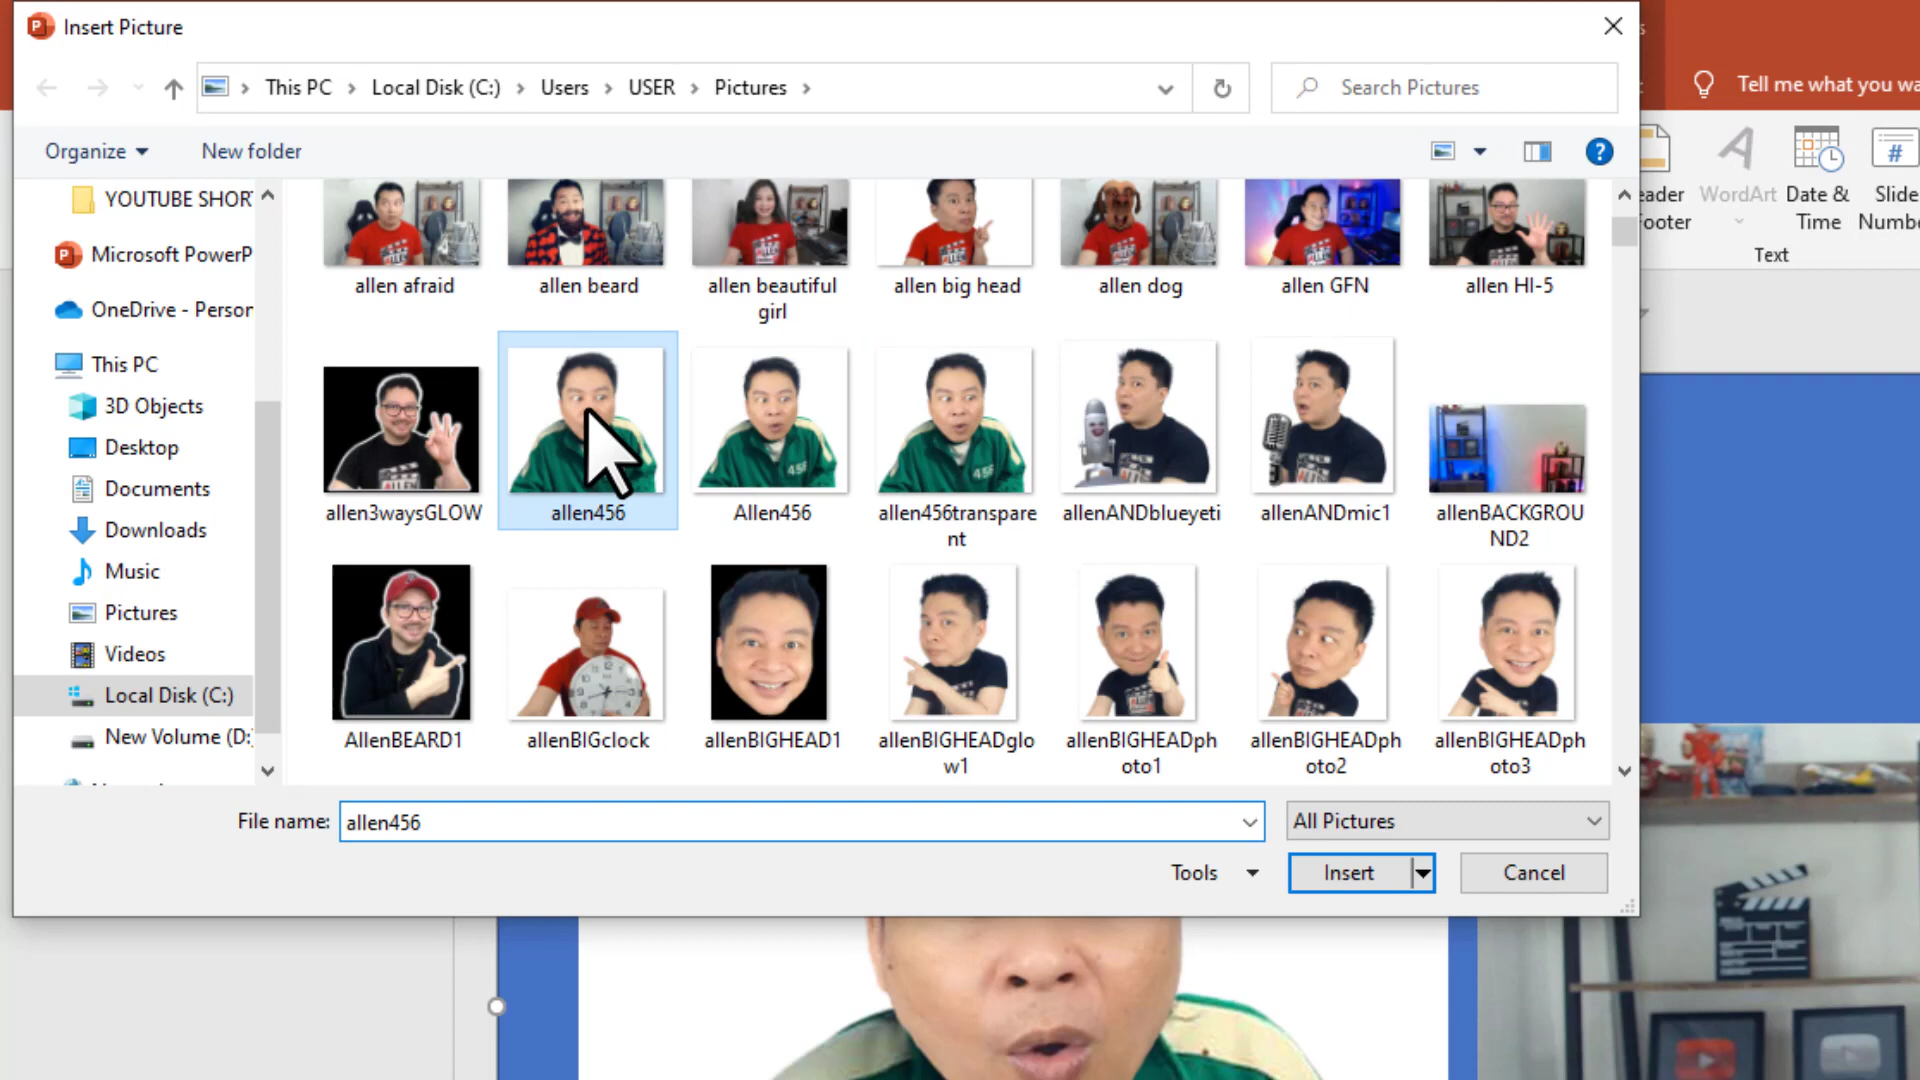 Insert Picture
Tell me what you wa
This PC > Local Disk (C:) > Users > USER > Pictures >
Search Pictures
Organize
New folder
eader
ooter
WordArt
Date &
Time
Slide
Numbe
Text
YOUTUBE SHOR
Microsoft PowerP
OneDrive - Person
This PC
3D Objects
Desktop
Documents
Downloads
Music
Pictures
Videos
Local Disk (C:)
New Volume (D:
allen afraid
allen beard
allen beautiful
girl
allen big head
allen dog
allen GFN
allen HI-5
allen3waysGLOW
allen456
Allen456
allen456transpare
nt
allenANDblueyeti
allenANDmic1
allenBACKGROU
ND2
AllenBEARD1
allenBIGclock
allenBIGHEAD1
allenBIGHEADglo
w1
allenBIGHEADph
oto1
allenBIGHEADph
oto2
allenBIGHEADph
oto3
File name:
allen456
All Pictures
Tools
Insert
Cancel